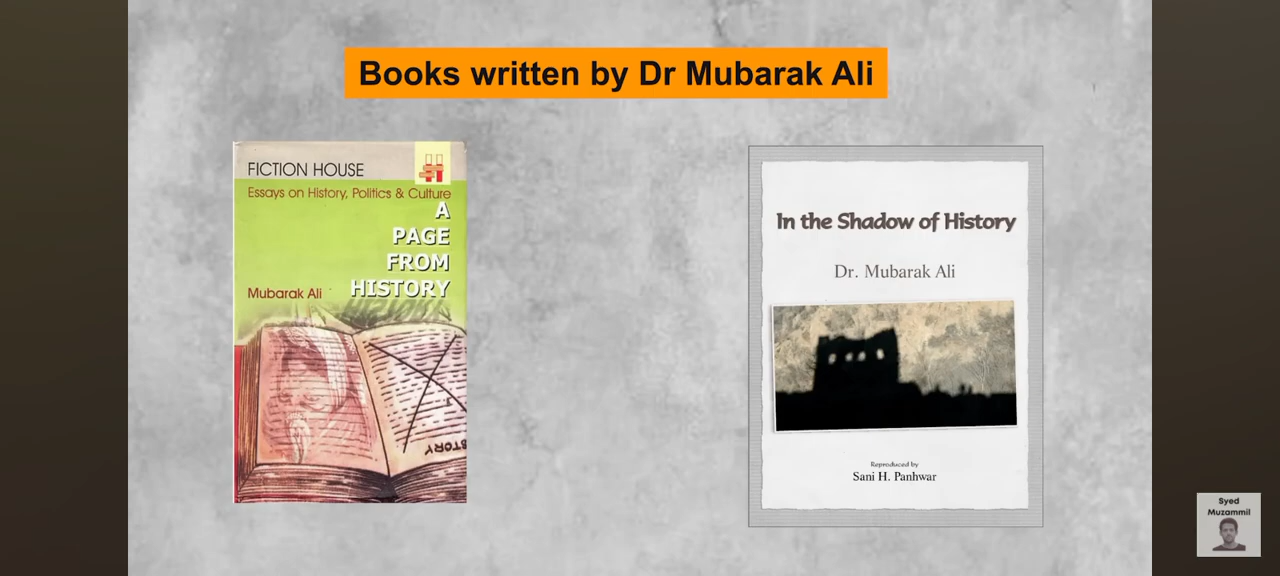 Books written by Dr Mubarak Ali
FICTION HOUSE
Essays on History, Politics & Culture
A
PAGE
FROM
HISTORY
Mubarak Ali
In the Shadow of History
Dr. Mubarak Ali
Reproduced by
Sani H. Panhwar
Syed
Muzammil